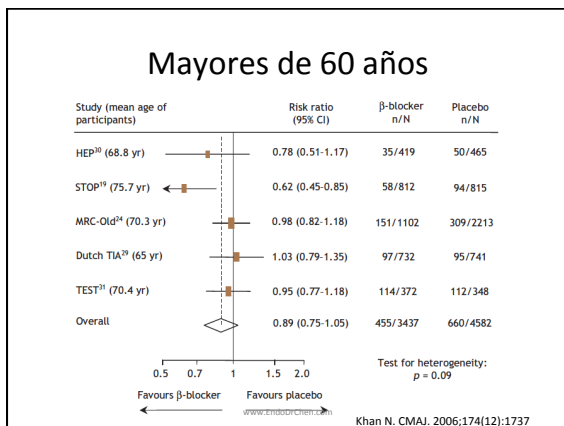 Mayores de 60 años
Study (mean age of participants) Risk ratio (95% CI) β-blocker n/N Placebo n/N
HEP30 (68.8 yr) 0.78 (0.51-1.17) 35/419 50/465
STOP19 (75.7 yr) 0.62 (0.45-0.85) 58/812 94/815
MRC-Old24 (70.3 yr) 0.98 (0.82-1.18) 151/1102 309/2213
Dutch TIA29 (65 yr) 1.03 (0.79-1.35) 97/732 95/741
TEST31 (70.4 yr) 0.95 (0.77-1.18) 114/372 112/348
Overall 0.89 (0.75-1.05) 455/3437 660/4582
0.5 0.7 1 1.5 2.0
Test for heterogeneity:
p = 0.09
Favours β-blocker Favours placebo
www.EndoDrChen.com
Khan N. CMAJ. 2006;174(12):1737